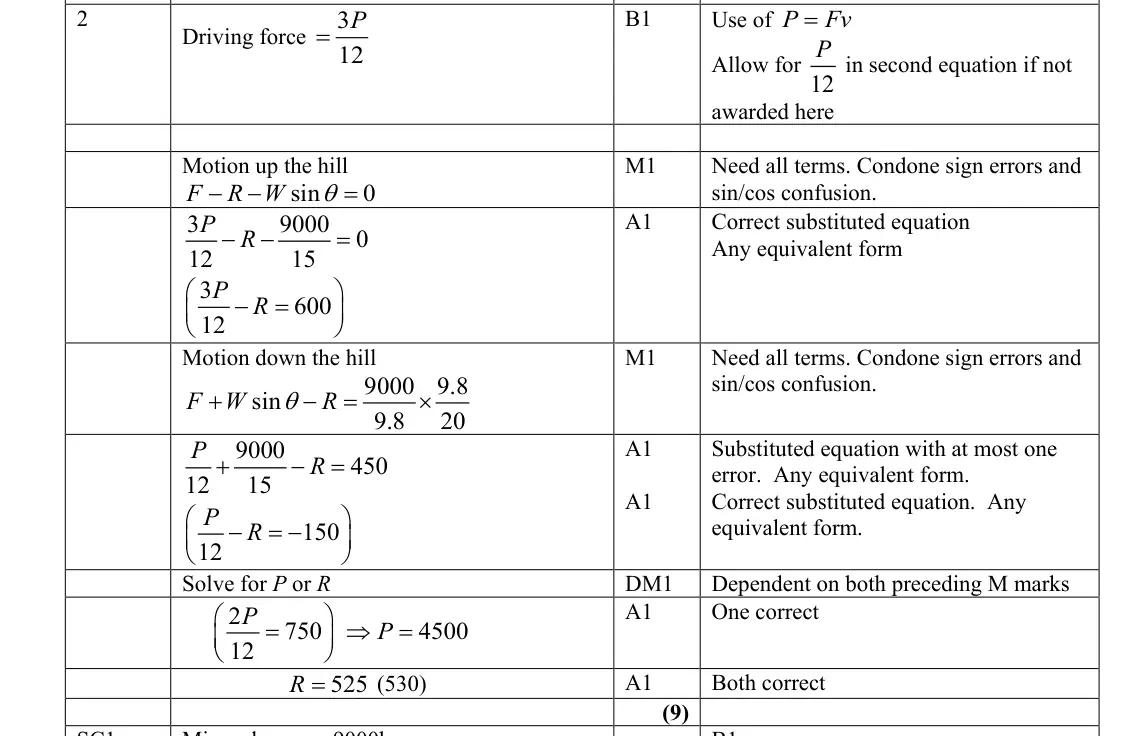 2
Driving force = 3P/12
B1
Use of P = Fv
Allow for P/12 in second equation if not
awarded here
Motion up the hill
F − R − W sin θ = 0
M1
Need all terms. Condone sign errors and
sin/cos confusion.
3P/12 − R − 9000/15 = 0
(3P/12 − R = 600)
A1
Correct substituted equation
Any equivalent form
Motion down the hill
F + W sin θ − R = 9000/9.8 × 9.8/20
M1
Need all terms. Condone sign errors and
sin/cos confusion.
P/12 + 9000/15 − R = 450
(P/12 − R = −150)
A1
Substituted equation with at most one
error. Any equivalent form.
A1
Correct substituted equation. Any
equivalent form.
Solve for P or R
DM1
Dependent on both preceding M marks
(2P/12 = 750) ⇒ P = 4500
A1
One correct
R = 525 (530)
A1
Both correct
(9)